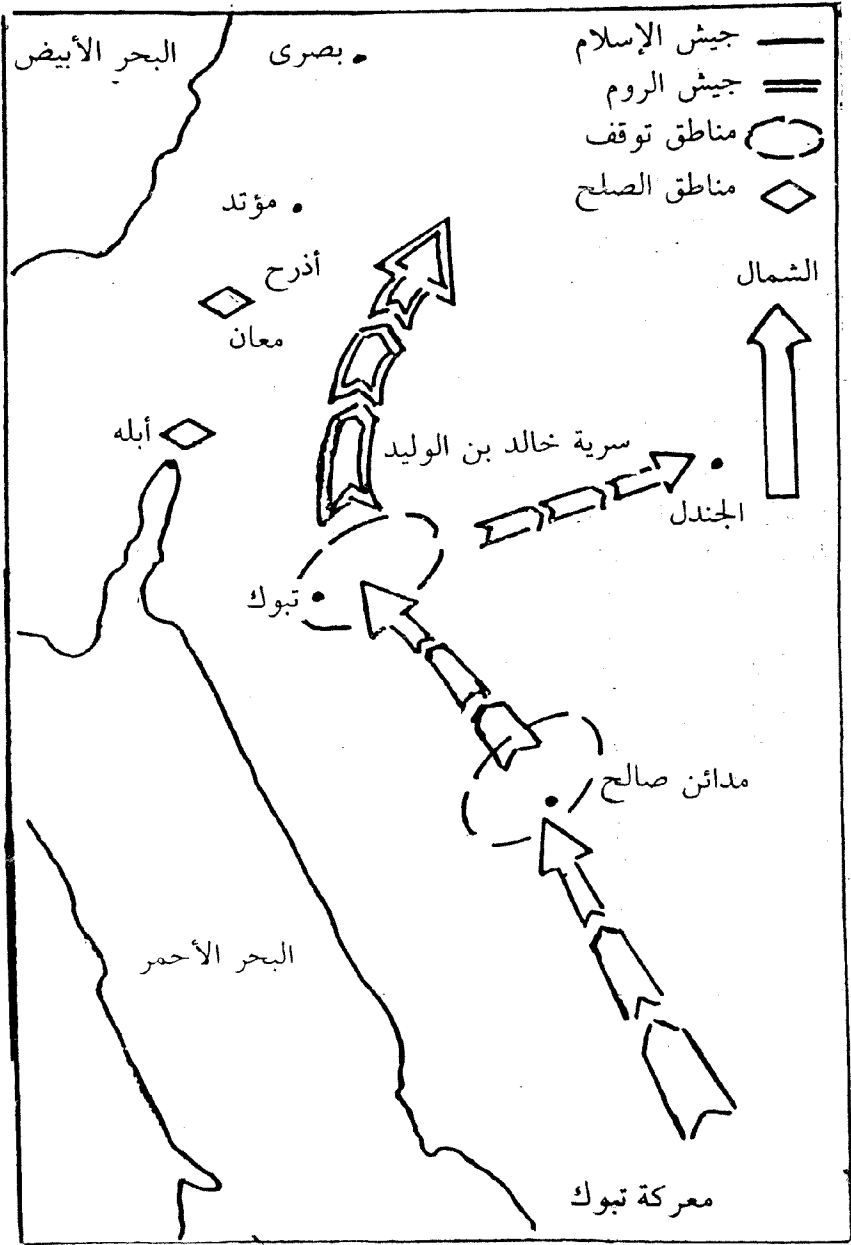 جيش الإسلام
جيش الروم
مناطق توقف
مناطق الصلح
الشمال
البحر الأبيض
بصرى
مؤتد
أذرح
معان
أبله
سرية خالد بن الوليد
الجندل
تبوك
مدائن صالح
البحر الأحمر
معركة تبوك